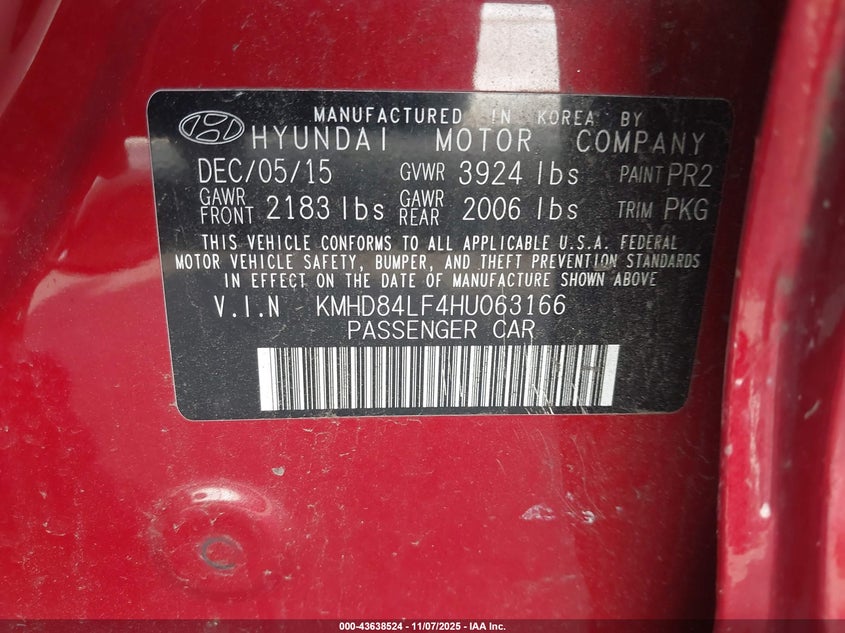 MANUFACTURED IN KOREA BY
HYUNDAI MOTOR COMPANY
DEC/05/15 GVWR 3924 lbs PAINT PR2
GAWR FRONT 2183 lbs GAWR REAR 2006 lbs TRIM PKG
THIS VEHICLE CONFORMS TO ALL APPLICABLE U.S.A. FEDERAL
MOTOR VEHICLE SAFETY, BUMPER, AND THEFT PREVENTION STANDARDS
IN EFFECT ON THE DATE OF MANUFACTURE SHOWN ABOVE
V.I.N KMHD84LF4HU063166
PASSENGER CAR
000-43638524 - 11/07/2025 - IAA Inc.